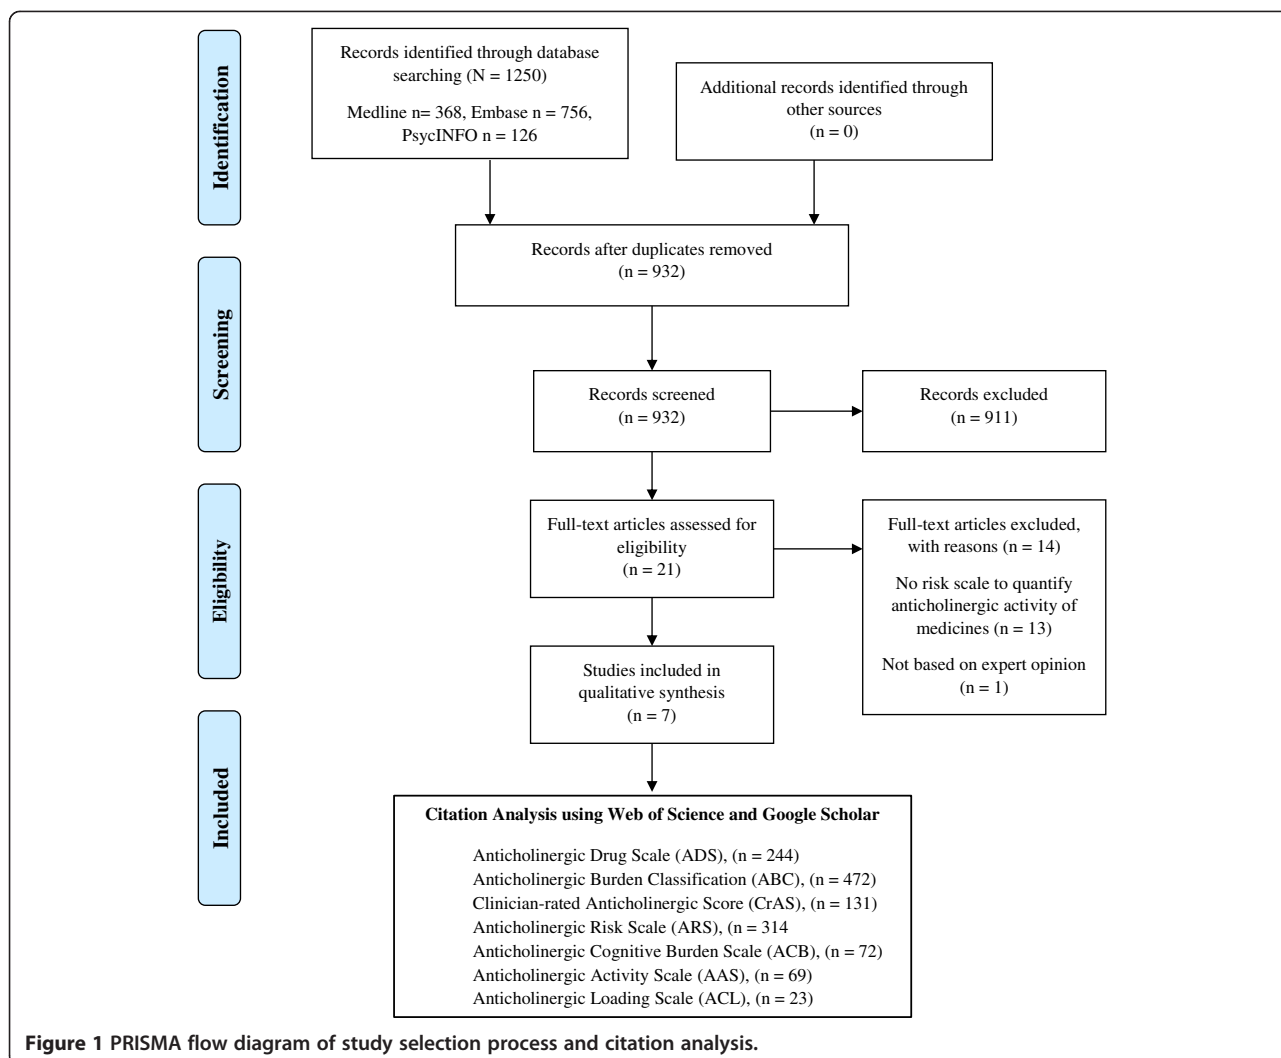 Identification
Records identified through database
searching (N = 1250)
Medline n= 368, Embase n = 756,
PsycINFO n = 126
Additional records identified through
other sources
(n = 0)
Records after duplicates removed
(n = 932)
Screening
Records screened
(n = 932)
Records excluded
(n = 911)
Eligibility
Full-text articles assessed for
eligibility
(n = 21)
Full-text articles excluded,
with reasons (n = 14)
No risk scale to quantify
anticholinergic activity of
medicines (n = 13)
Not based on expert opinion
(n = 1)
Studies included in
qualitative synthesis
(n = 7)
Included
Citation Analysis using Web of Science and Google Scholar
Anticholinergic Drug Scale (ADS), (n = 244)
Anticholinergic Burden Classification (ABC), (n = 472)
Clinician-rated Anticholinergic Score (CrAS), (n = 131)
Anticholinergic Risk Scale (ARS), (n = 314
Anticholinergic Cognitive Burden Scale (ACB), (n = 72)
Anticholinergic Activity Scale (AAS), (n = 69)
Anticholinergic Loading Scale (ACL), (n = 23)
Figure 1 PRISMA flow diagram of study selection process and citation analysis.